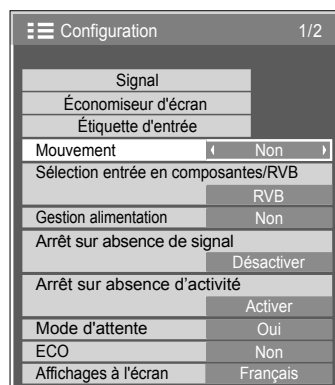 Configuration 1/2
Signal
Économiseur d'écran
Étiquette d'entrée
Mouvement Non
Sélection entrée en composantes/RVB
RVB
Gestion alimentation Non
Arrêt sur absence de signal
Désactiver
Arrêt sur absence d'activité
Activer
Mode d'attente Oui
ECO Non
Affichages à l'écran Français